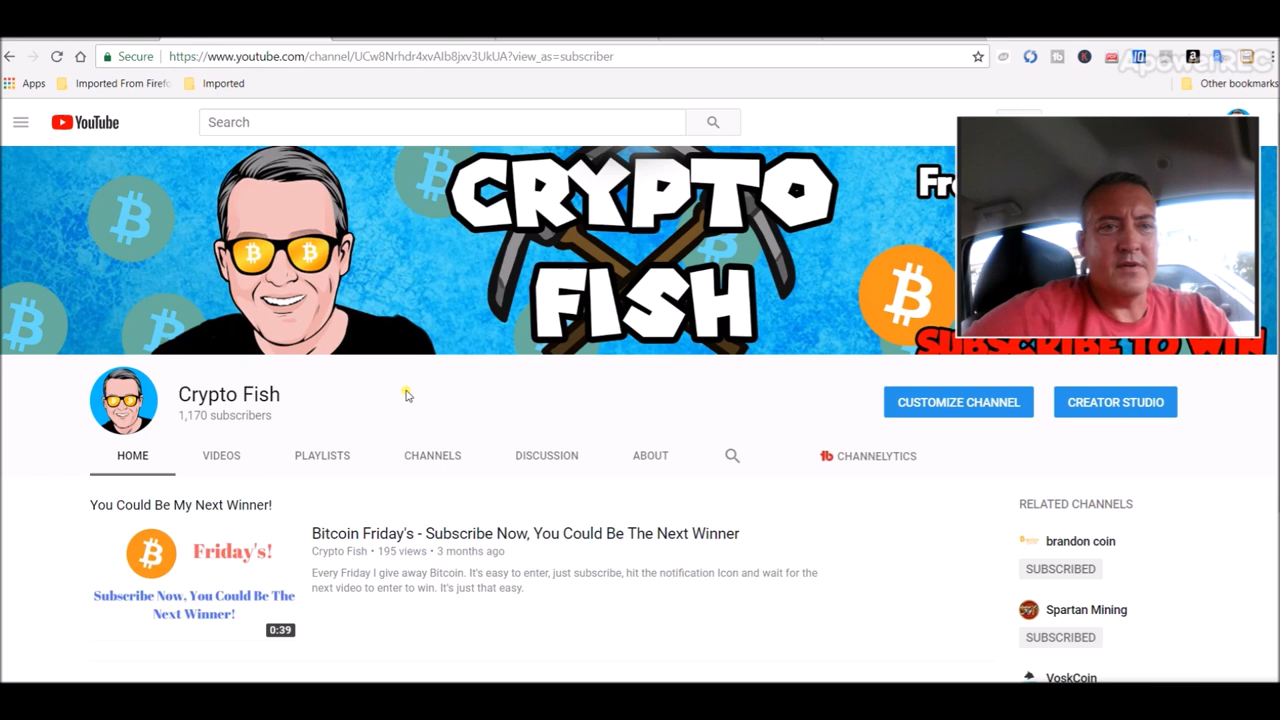 Secure
https://www.youtube.com/channel/UCw8Nrhdr4xvAIb8jxv3UkUA?view_as=subscriber
ApowerREC
Apps
Imported From Firefo
Imported
Other bookmarks
YouTube
Search
CRYPTO
FISH
Fre
SUBSCRIBE TO WIN
Crypto Fish
1,170 subscribers
CUSTOMIZE CHANNEL
CREATOR STUDIO
HOME
VIDEOS
PLAYLISTS
CHANNELS
DISCUSSION
ABOUT
CHANNELYTICS
You Could Be My Next Winner!
Friday's!
Subscribe Now, You Could Be The
Next Winner!
0:39
Bitcoin Friday's - Subscribe Now, You Could Be The Next Winner
Crypto Fish • 195 views • 3 months ago
Every Friday I give away Bitcoin. It's easy to enter, just subscribe, hit the notification Icon and wait for the
next video to enter to win. It's just that easy.
RELATED CHANNELS
brandon coin
SUBSCRIBED
Spartan Mining
SUBSCRIBED
VoskCoin